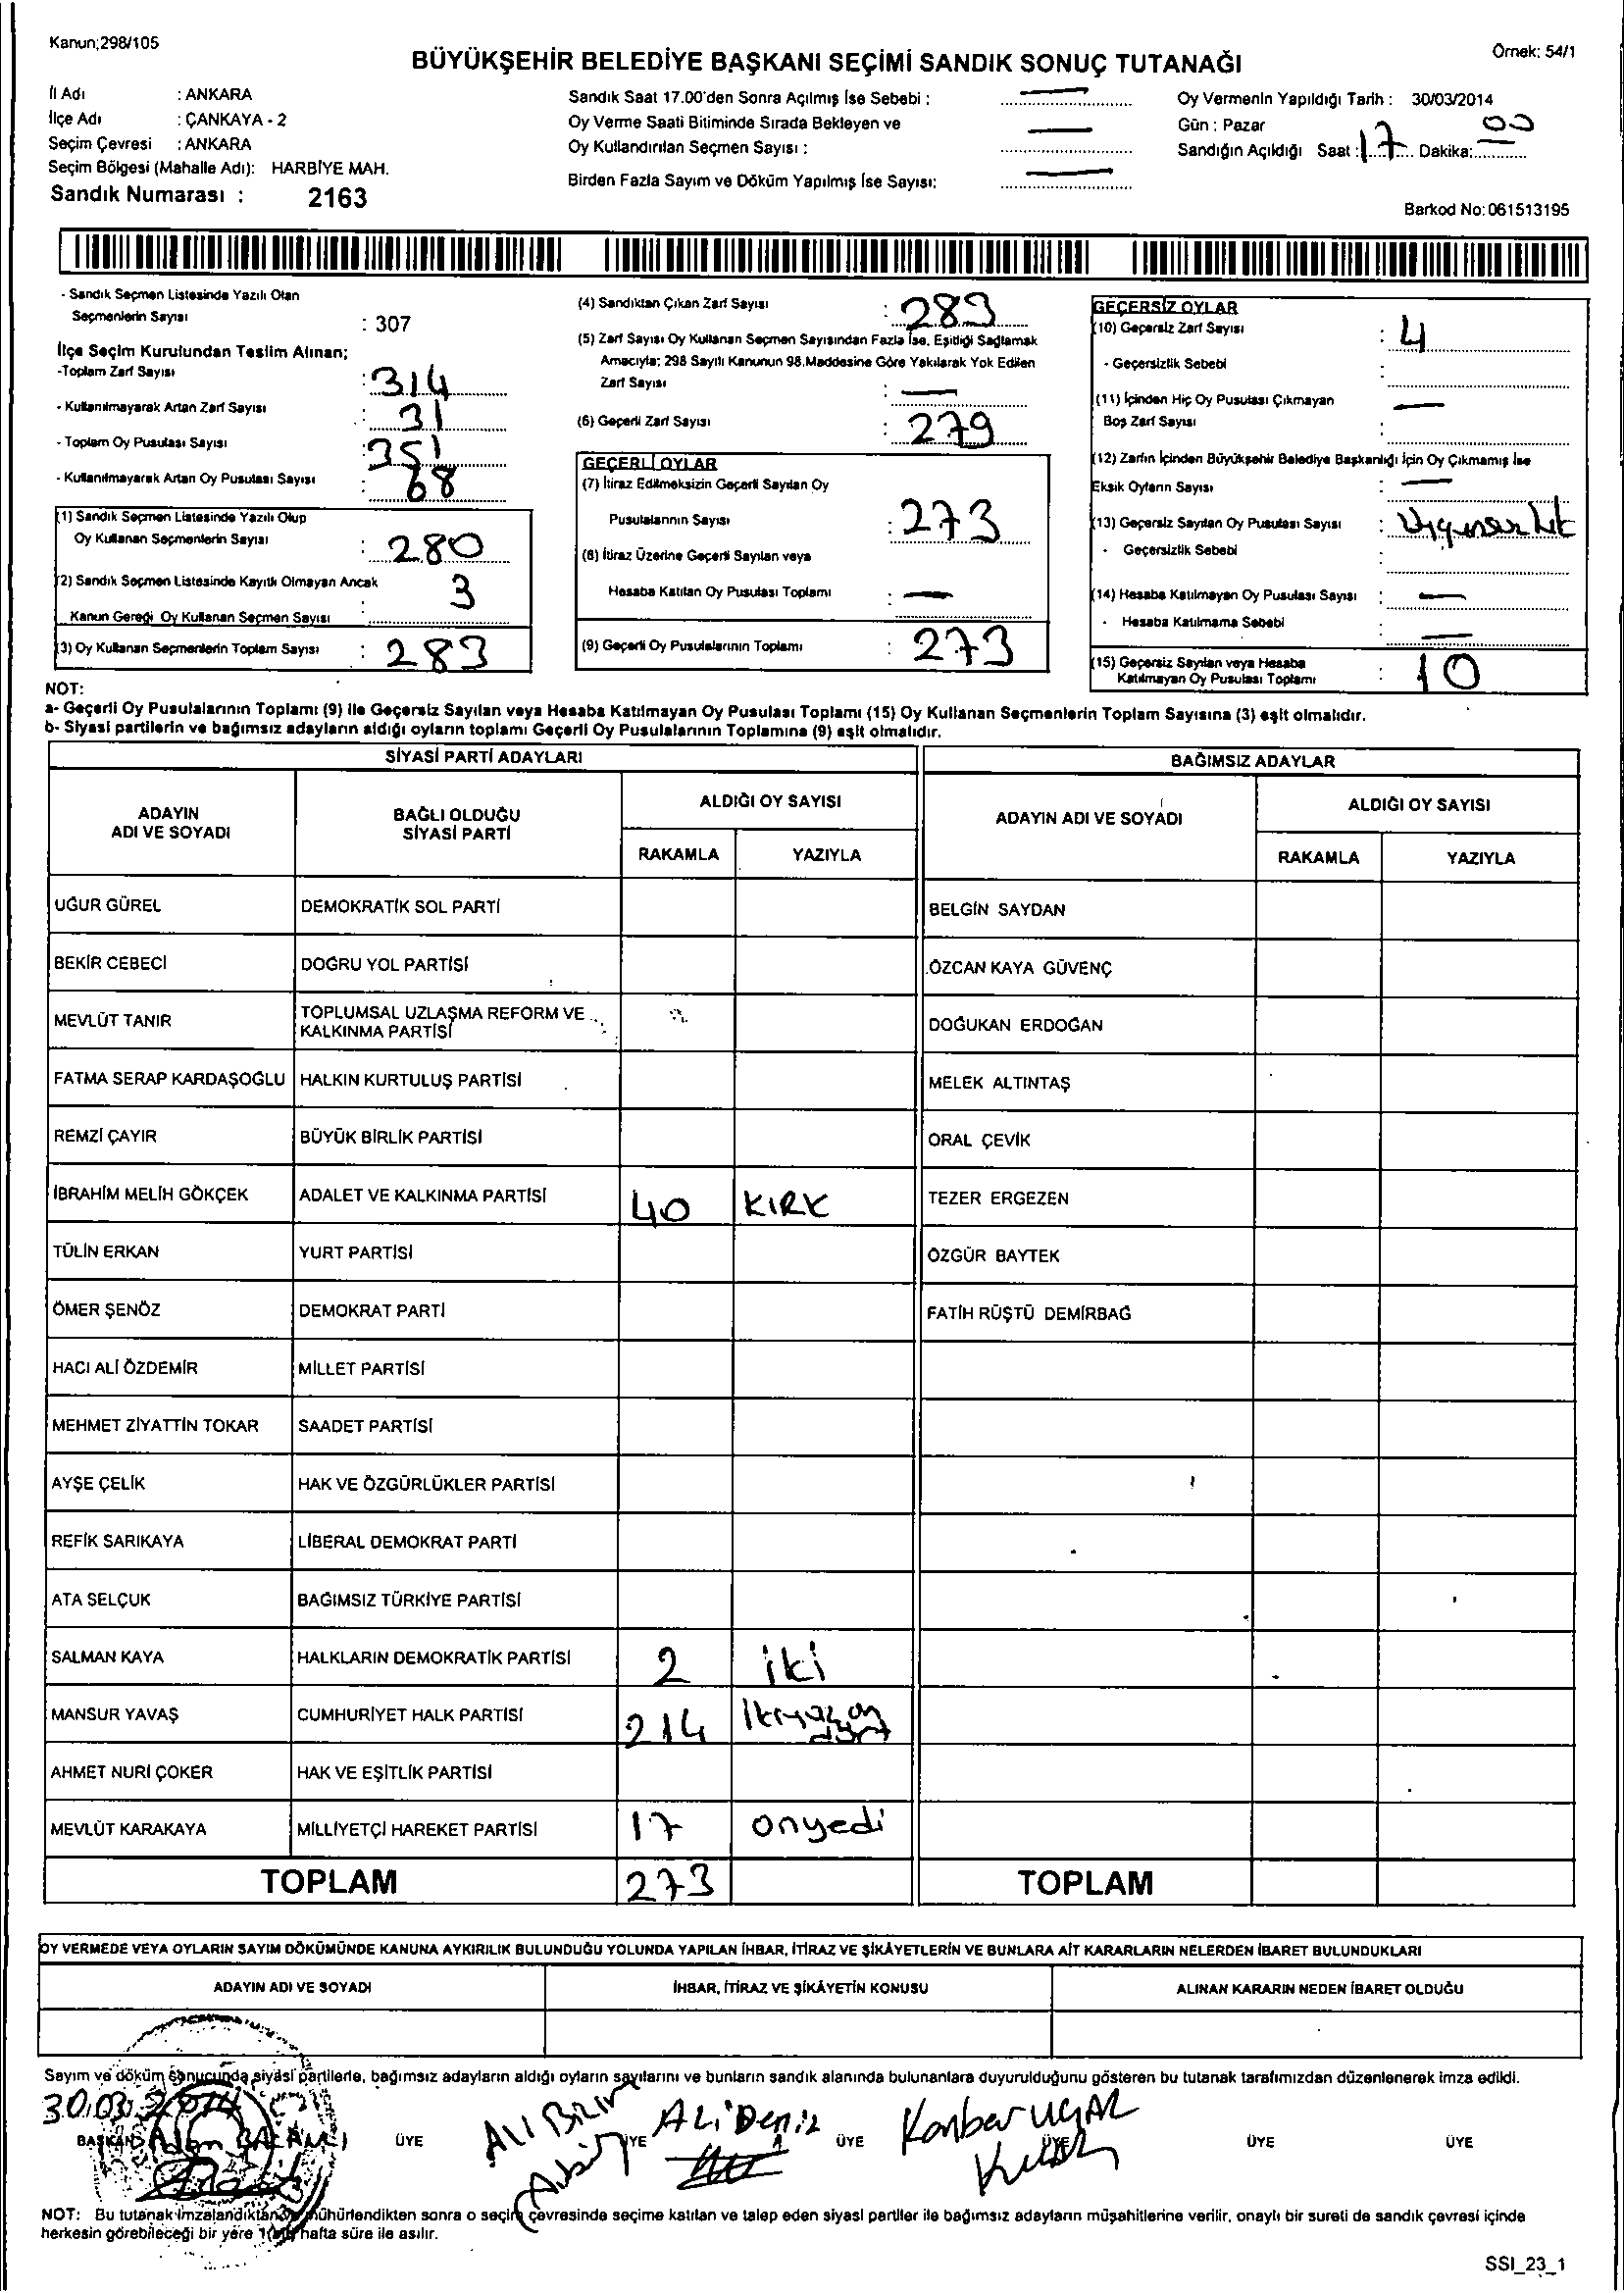 Kanun;298/105
Örnek: 54/1
BÜYÜKŞEHİR BELEDİYE BAŞKANI SEÇİMİ SANDIK SONUÇ TUTANAĞI
İl Adı : ANKARA
İlçe Adı : ÇANKAYA - 2
Seçim Çevresi : ANKARA
Seçim Bölgesi (Mahalle Adı): HARBİYE MAH.
Sandık Numarası : 2163
Sandık Saat 17.00'den Sonra Açılmış İse Sebebi : —
Oy Verme Saati Bitiminde Sırada Bekleyen ve
Oy Kullandırılan Seçmen Sayısı : —
Birden Fazla Sayım ve Döküm Yapılmış İse Sayısı: —
Oy Vermenin Yapıldığı Tarih : 30/03/2014
Gün : Pazar
Sandığın Açıldığı Saat : 17 Dakika: 00
Barkod No: 061513195
- Sandık Seçmen Listesinde Yazılı Olan
Seçmenlerin Sayısı : 307
İlçe Seçim Kurulundan Teslim Alınan;
-Toplam Zarf Sayısı : 314
- Kullanılmayarak Artan Zarf Sayısı : 31
- Toplam Oy Pusulası Sayısı : 351
- Kullanılmayarak Artan Oy Pusulası Sayısı : 68
(1) Sandık Seçmen Listesinde Yazılı Olup
Oy Kullanan Seçmenlerin Sayısı : 280
(2) Sandık Seçmen Listesinde Kayıtlı Olmayan Ancak
Kanun Gereği Oy Kullanan Seçmen Sayısı : 3
(3) Oy Kullanan Seçmenlerin Toplam Sayısı : 283
(4) Sandıktan Çıkan Zarf Sayısı : 283
(5) Zarf Sayısı Oy Kullanan Seçmen Sayısından Fazla İse, Eşitliği Sağlamak
Amacıyla; 298 Sayılı Kanunun 98.Maddesine Göre Yakılarak Yok Edilen
Zarf Sayısı : —
(6) Geçerli Zarf Sayısı : 279
GEÇERLİ OYLAR
(7) İtiraz Edilmeksizin Geçerli Sayılan Oy
Pusulalarının Sayısı : 273
(8) İtiraz Üzerine Geçerli Sayılan veya
Hesaba Katılan Oy Pusulası Toplamı : —
(9) Geçerli Oy Pusulalarının Toplamı : 273
GEÇERSİZ OYLAR
(10) Geçersiz Zarf Sayısı : 4
- Geçersizlik Sebebi :
(11) İçinden Hiç Oy Pusulası Çıkmayan
Boş Zarf Sayısı : —
(12) Zarfın İçinden Büyükşehir Belediye Başkanlığı İçin Oy Çıkmamış İse
Eksik Oyların Sayısı : —
(13) Geçersiz Sayılan Oy Pusulası Sayısı :
- Geçersizlik Sebebi :
(14) Hesaba Katılmayan Oy Pusulası Sayısı : —
- Hesaba Katılmama Sebebi : —
(15) Geçersiz Sayılan veya Hesaba
Katılmayan Oy Pusulası Toplamı : 10
NOT:
a- Geçerli Oy Pusulalarının Toplamı (9) ile Geçersiz Sayılan veya Hesaba Katılmayan Oy Pusulası Toplamı (15) Oy Kullanan Seçmenlerin Toplam Sayısına (3) eşit olmalıdır.
b- Siyasi partilerin ve bağımsız adayların aldığı oyların toplamı Geçerli Oy Pusulalarının Toplamına (9) eşit olmalıdır.
SİYASİ PARTİ ADAYLARI
BAĞIMSIZ ADAYLAR
ADAYIN ADI VE SOYADI
BAĞLI OLDUĞU SİYASİ PARTİ
ALDIĞI OY SAYISI
RAKAMLA YAZIYLA
ADAYIN ADI VE SOYADI
ALDIĞI OY SAYISI
RAKAMLA YAZIYLA
UĞUR GÜREL DEMOKRATİK SOL PARTİ BELGİN SAYDAN
BEKİR CEBECİ DOĞRU YOL PARTİSİ ÖZCAN KAYA GÜVENÇ
MEVLÜT TANIR TOPLUMSAL UZLAŞMA REFORM VE KALKINMA PARTİSİ DOĞUKAN ERDOĞAN
FATMA SERAP KARDAŞOĞLU HALKIN KURTULUŞ PARTİSİ MELEK ALTINTAŞ
REMZİ ÇAYIR BÜYÜK BİRLİK PARTİSİ ORAL ÇEVİK
İBRAHİM MELİH GÖKÇEK ADALET VE KALKINMA PARTİSİ 40 KIRK TEZER ERGEZEN
TÜLİN ERKAN YURT PARTİSİ ÖZGÜR BAYTEK
ÖMER ŞENÖZ DEMOKRAT PARTİ FATİH RÜŞTÜ DEMİRBAĞ
HACI ALİ ÖZDEMİR MİLLET PARTİSİ
MEHMET ZİYATTİN TOKAR SAADET PARTİSİ
AYŞE ÇELİK HAK VE ÖZGÜRLÜKLER PARTİSİ
REFİK SARIKAYA LİBERAL DEMOKRAT PARTİ
ATA SELÇUK BAĞIMSIZ TÜRKİYE PARTİSİ
SALMAN KAYA HALKLARIN DEMOKRATİK PARTİSİ 2 iki
MANSUR YAVAŞ CUMHURİYET HALK PARTİSİ 214 İkiyüzon dört
AHMET NURİ ÇOKER HAK VE EŞİTLİK PARTİSİ
MEVLÜT KARAKAYA MİLLİYETÇİ HAREKET PARTİSİ 17 onyedi
TOPLAM 273 TOPLAM
OY VERMEDE VEYA OYLARIN SAYIM DÖKÜMÜNDE KANUNA AYKIRILIK BULUNDUĞU YOLUNDA YAPILAN İHBAR, İTİRAZ VE ŞİKÂYETLERİN VE BUNLARA AİT KARARLARIN NELERDEN İBARET BULUNDUKLARI
ADAYIN ADI VE SOYADI İHBAR, İTİRAZ VE ŞİKÂYETİN KONUSU ALINAN KARARIN NEDEN İBARET OLDUĞU
Sayım ve döküm sonucunda siyasi partilerle, bağımsız adayların aldığı oyların sayılarını ve bunların sandık alanında bulunanlara duyurulduğunu gösteren bu tutanak tarafımızdan düzenlenerek imza edildi.
30.03.2014
BAŞKAN ÜYE ÜYE ÜYE ÜYE ÜYE ÜYE
Ali Deniz Kanber UÇAR
NOT: Bu tutanak imzalandıktan ve mühürlendikten sonra o seçim çevresinde seçime katılan ve talep eden siyasi partiler ile bağımsız adayların müşahitlerine verilir, onaylı bir sureti de sandık çevresi içinde
herkesin görebileceği bir yere hafta süre ile asılır.
SSI_23_1